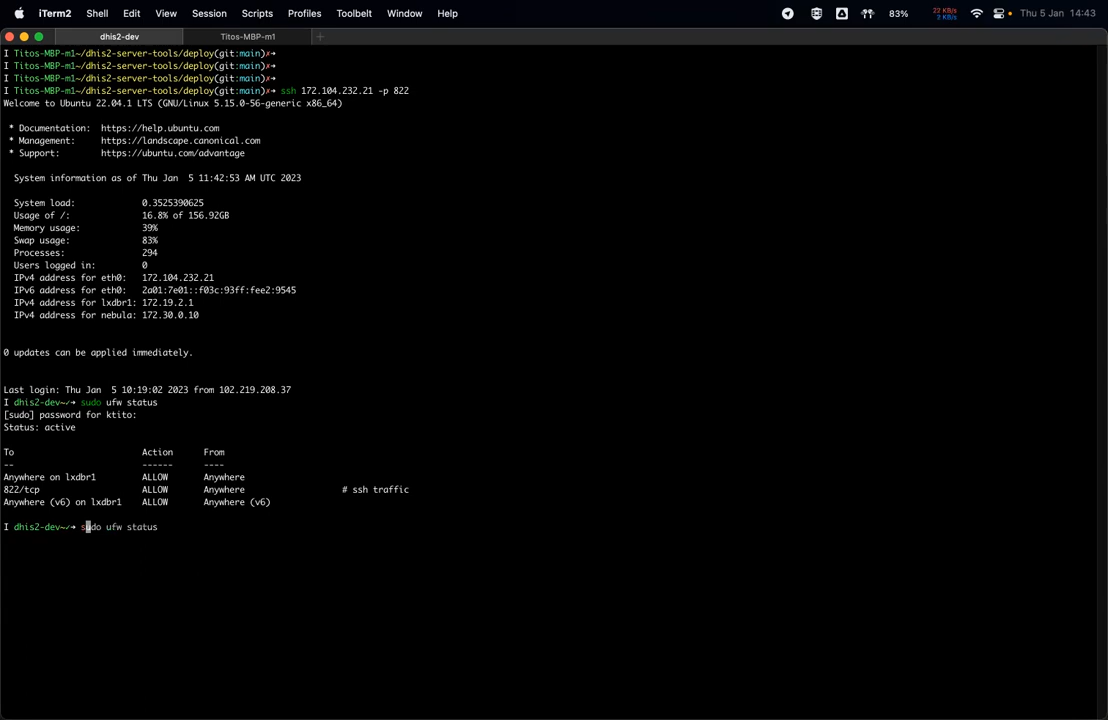 iTerm2 Shell Edit View Session Scripts Profiles Toolbelt Window Help 83% 22 KB/s 2 KB/s Thu 5 Jan 14:43
dhis2-dev Titos-MBP-m1 +
I Titos-MBP-m1~/dhis2-server-tools/deploy(git:main)✗➜
I Titos-MBP-m1~/dhis2-server-tools/deploy(git:main)✗➜
I Titos-MBP-m1~/dhis2-server-tools/deploy(git:main)✗➜
I Titos-MBP-m1~/dhis2-server-tools/deploy(git:main)✗➜ ssh 172.104.232.21 -p 822
Welcome to Ubuntu 22.04.1 LTS (GNU/Linux 5.15.0-56-generic x86_64)
* Documentation: https://help.ubuntu.com
* Management: https://landscape.canonical.com
* Support: https://ubuntu.com/advantage
System information as of Thu Jan 5 11:42:53 AM UTC 2023
System load: 0.3525390625
Usage of /: 16.8% of 156.92GB
Memory usage: 39%
Swap usage: 83%
Processes: 294
Users logged in: 0
IPv4 address for eth0: 172.104.232.21
IPv6 address for eth0: 2a01:7e01::f03c:93ff:fee2:9545
IPv4 address for lxdbr1: 172.19.2.1
IPv4 address for nebula: 172.30.0.10
0 updates can be applied immediately.
Last login: Thu Jan 5 10:19:02 2023 from 102.219.208.37
I dhis2-dev~✓➜ sudo ufw status
[sudo] password for ktito:
Status: active
To Action From
-- ------ ----
Anywhere on lxdbr1 ALLOW Anywhere
822/tcp ALLOW Anywhere # ssh traffic
Anywhere (v6) on lxdbr1 ALLOW Anywhere (v6)
I dhis2-dev~✓➜ sudo ufw status